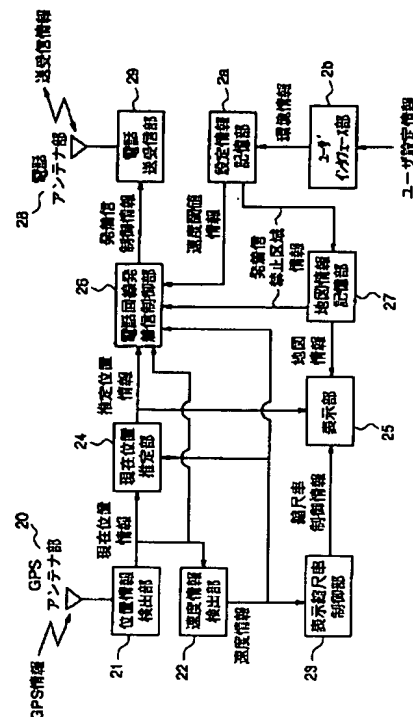 GPS情報
20
GPS
アンテナ部
21
位置情報
検出部
現在位置
情報
22
速度情報
検出部
速度情報
23
表示縮尺率
制御部
縮尺率
制御情報
24
現在位置
推定部
推定位置
情報
25
表示部
26
電話回線発
着信制御部
発着信
制御情報
速度閾値
情報
発着信
禁止区域
情報
27
地図情報
記憶部
地図
情報
28
電話
アンテナ部
送受信情報
29
電話
送受信部
2a
設定情報
記憶部
環境情報
2b
ユーザ
インタフェース部
ユーザ設定情報